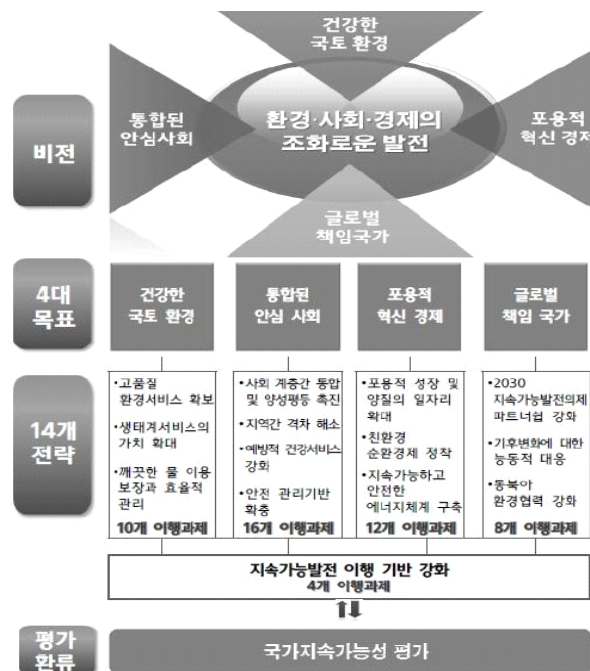 건강한
국토 환경
통합된
안심사회
환경·사회·경제의
조화로운 발전
포용적
혁신 경제
비전
글로벌
책임국가
4대
목표
건강한
국토 환경
통합된
안심 사회
포용적
혁신 경제
글로벌
책임 국가
14개
전략
•고품질
환경서비스 확보
•생태계서비스의
가치 확대
•깨끗한 물 이용
보장과 효율적
관리
10개 이행과제
•사회 계층간 통합
및 양성평등 촉진
•지역간 격차 해소
•예방적 건강서비스
강화
•안전 관리기반
확충
16개 이행과제
•포용적 성장 및
양질의 일자리
확대
•친환경
순환경제 정착
•지속가능하고
안전한
에너지체계 구축
12개 이행과제
•2030
지속가능발전의제
파트너쉽 강화
•기후변화에 대한
능동적 대응
•동북아
환경협력 강화
8개 이행과제
지속가능발전 이행 기반 강화
4개 이행과제
평가
환류
국가지속가능성 평가